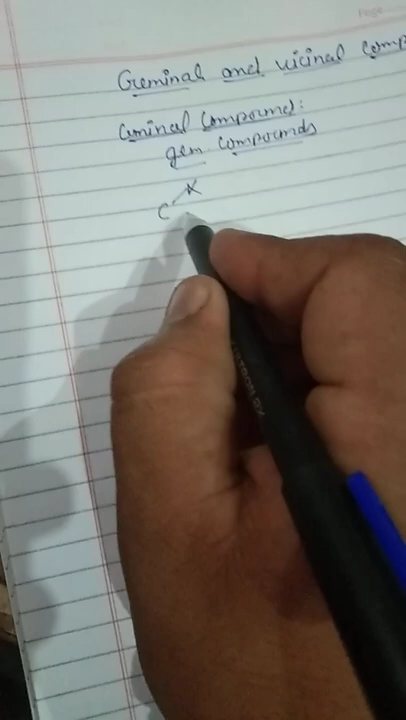 Geminal and vicinal comp
Geminal Compound:
gem compounds
X
C